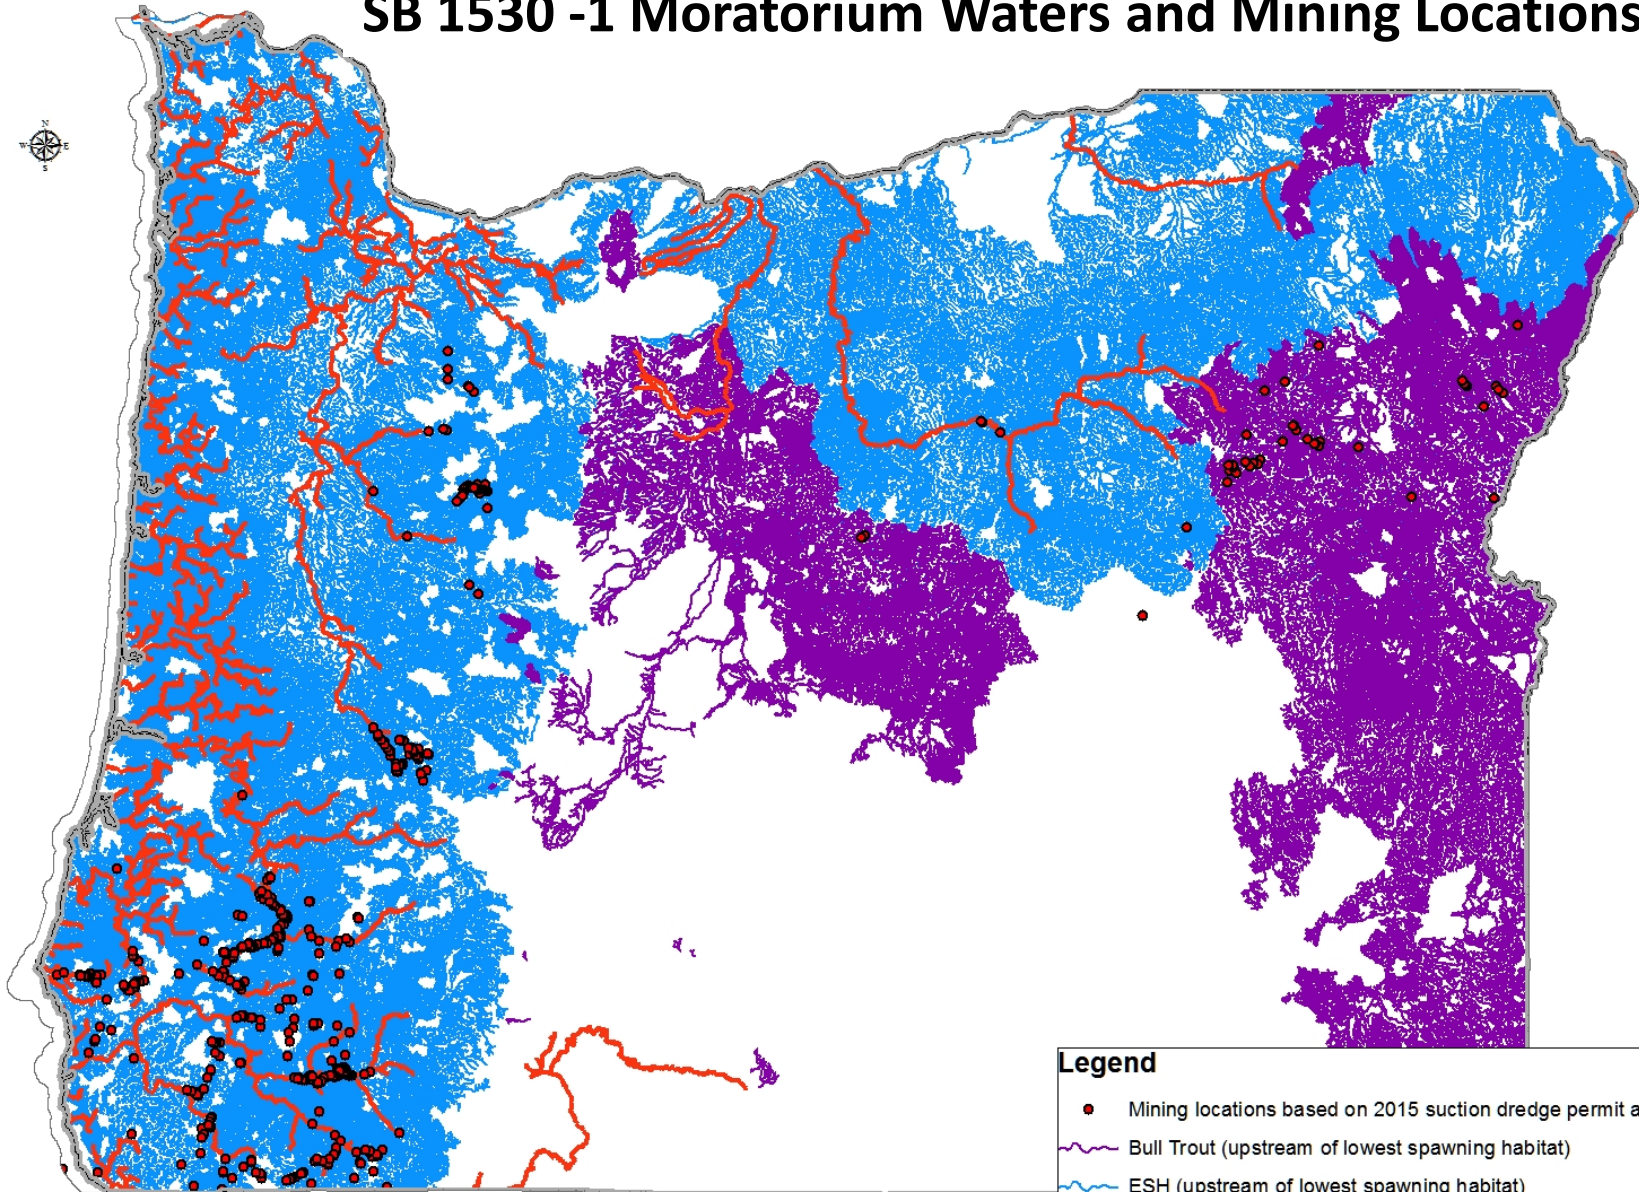 SB 1530 -1 Moratorium Waters and Mining Locations
N
W E
S
Legend
Mining locations based on 2015 suction dredge permit a
Bull Trout (upstream of lowest spawning habitat)
ESH (upstream of lowest spawning habitat)